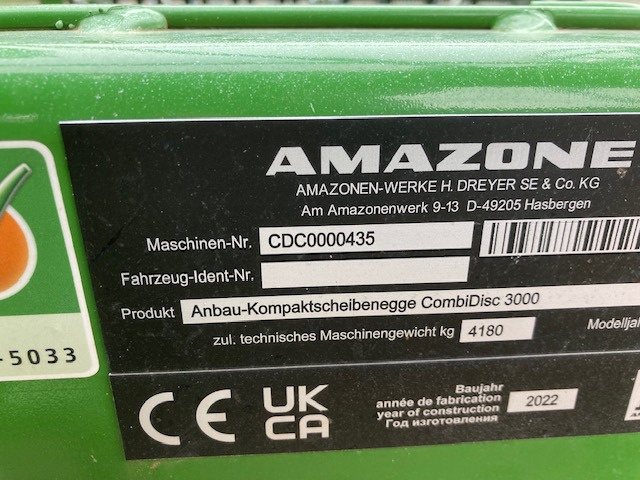 AMAZONE
AMAZONEN-WERKE H. DREYER SE & Co. KG
Am Amazonenwerk 9-13 D-49205 Hasbergen
Maschinen-Nr. CDC0000435
Fahrzeug-Ident-Nr.
Produkt Anbau-Kompaktscheibenegge CombiDisc 3000
zul. technisches Maschinengewicht kg 4180
Modelljah
-5033
CE UK CA
Baujahr
année de fabrication
year of construction
Год изготовления
2022